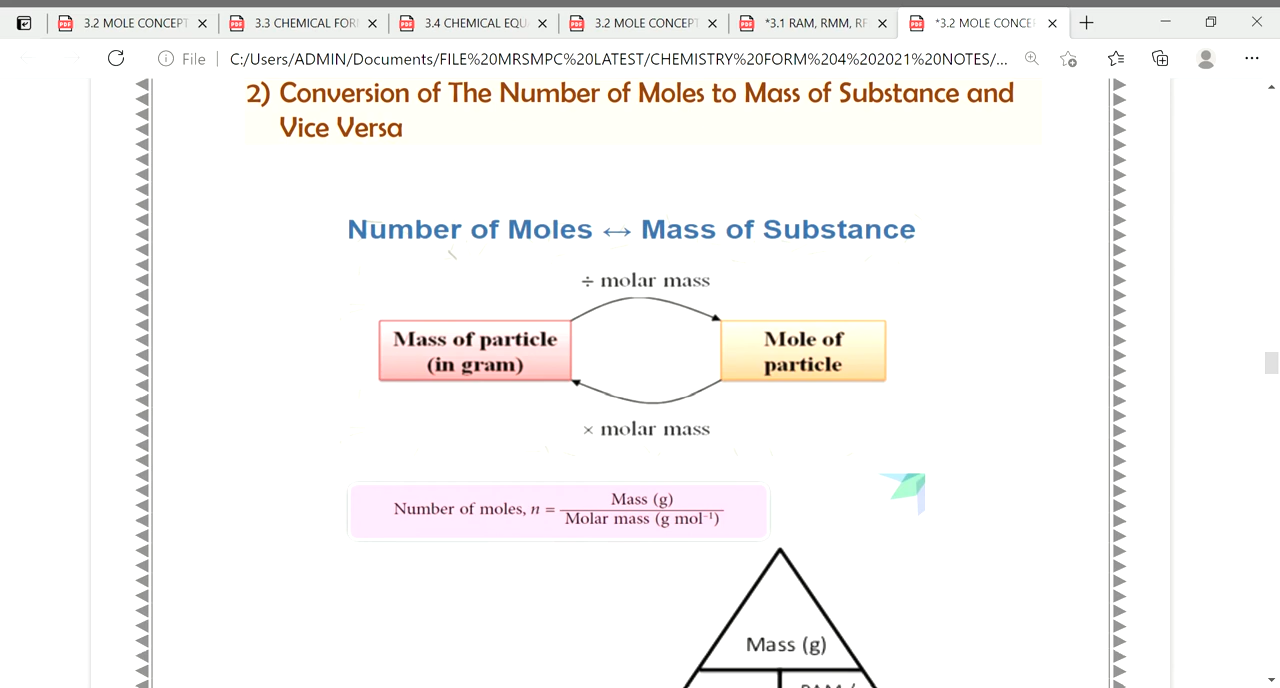 3.2 MOLE CONCEPT
3.3 CHEMICAL FOR
3.4 CHEMICAL EQU
3.2 MOLE CONCEPT
*3.1 RAM, RMM, RF
*3.2 MOLE CONCE
File
C:/Users/ADMIN/Documents/FILE%20MRSMPC%20LATEST/CHEMISTRY%20FORM%204%202021%20NOTES/...
2) Conversion of The Number of Moles to Mass of Substance and
Vice Versa
Number of Moles ↔ Mass of Substance
÷ molar mass
Mass of particle
(in gram)
Mole of
particle
× molar mass
Number of moles, n = Mass (g)
Molar mass (g mol⁻¹)
Mass (g)